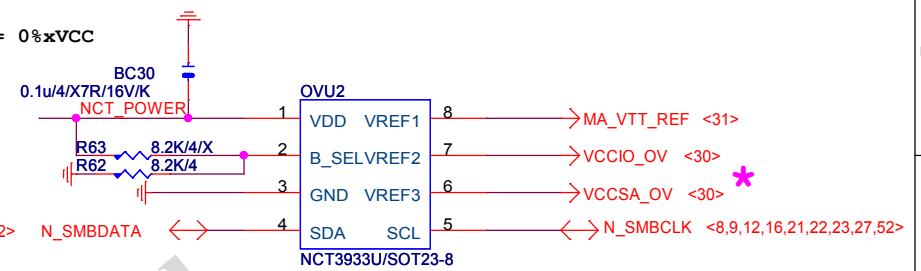 = 0%xVCC
BC30
0.1u/4/X7R/16V/K
NCT_POWER
OVU2
1 VDD VREF1 8 MA_VTT_REF <31>
R63 8.2K/4/X 2 B_SEL VREF2 7 VCCIO_OV <30>
R62 8.2K/4
3 GND VREF3 6 VCCSA_OV <30> *
2> N_SMBDATA 4 SDA SCL 5 N_SMBCLK <8,9,12,16,21,22,23,27,52>
NCT3933U/SOT23-8